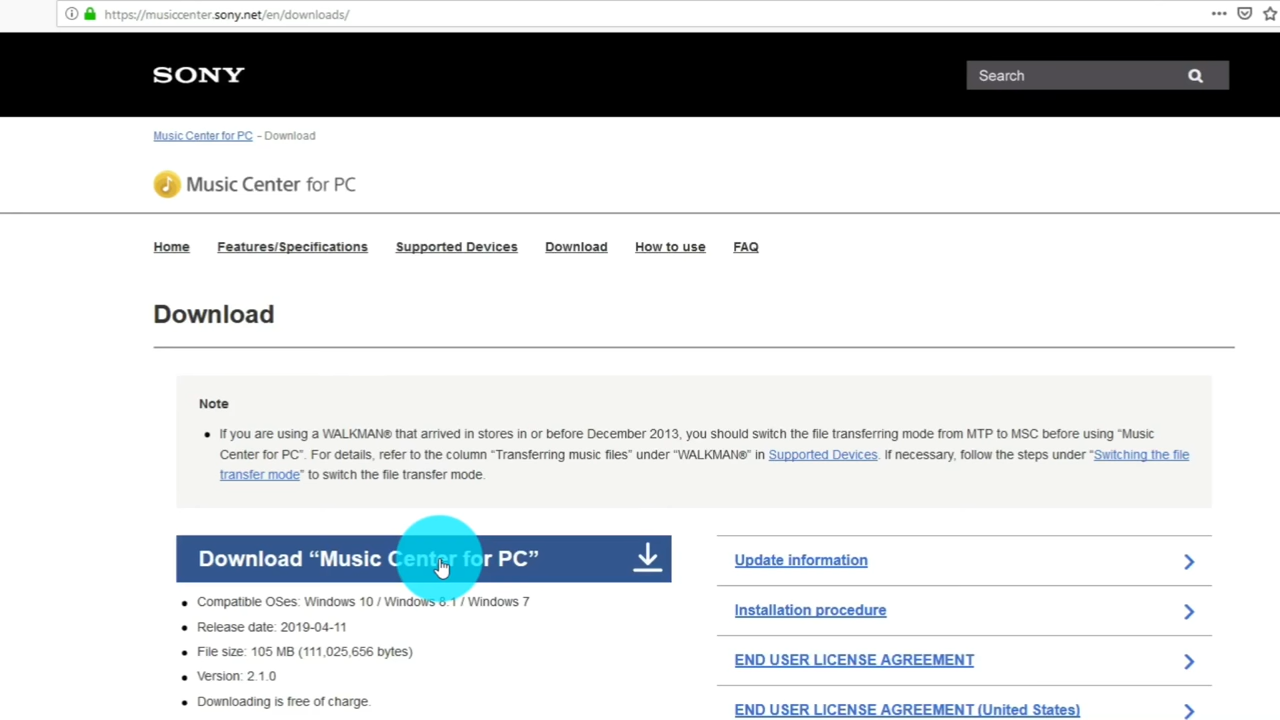 https://musiccenter.sony.net/en/downloads/
SONY
Search
Music Center for PC - Download
Music Center for PC
Home Features/Specifications Supported Devices Download How to use FAQ
Download
Note
• If you are using a WALKMAN® that arrived in stores in or before December 2013, you should switch the file transferring mode from MTP to MSC before using “Music
Center for PC”. For details, refer to the column “Transferring music files” under “WALKMAN®” in Supported Devices. If necessary, follow the steps under “Switching the file
transfer mode” to switch the file transfer mode.
Download “Music Center for PC”
• Compatible OSes: Windows 10 / Windows 8.1 / Windows 7
• Release date: 2019-04-11
• File size: 105 MB (111,025,656 bytes)
• Version: 2.1.0
• Downloading is free of charge.
Update information
Installation procedure
END USER LICENSE AGREEMENT
END USER LICENSE AGREEMENT (United States)